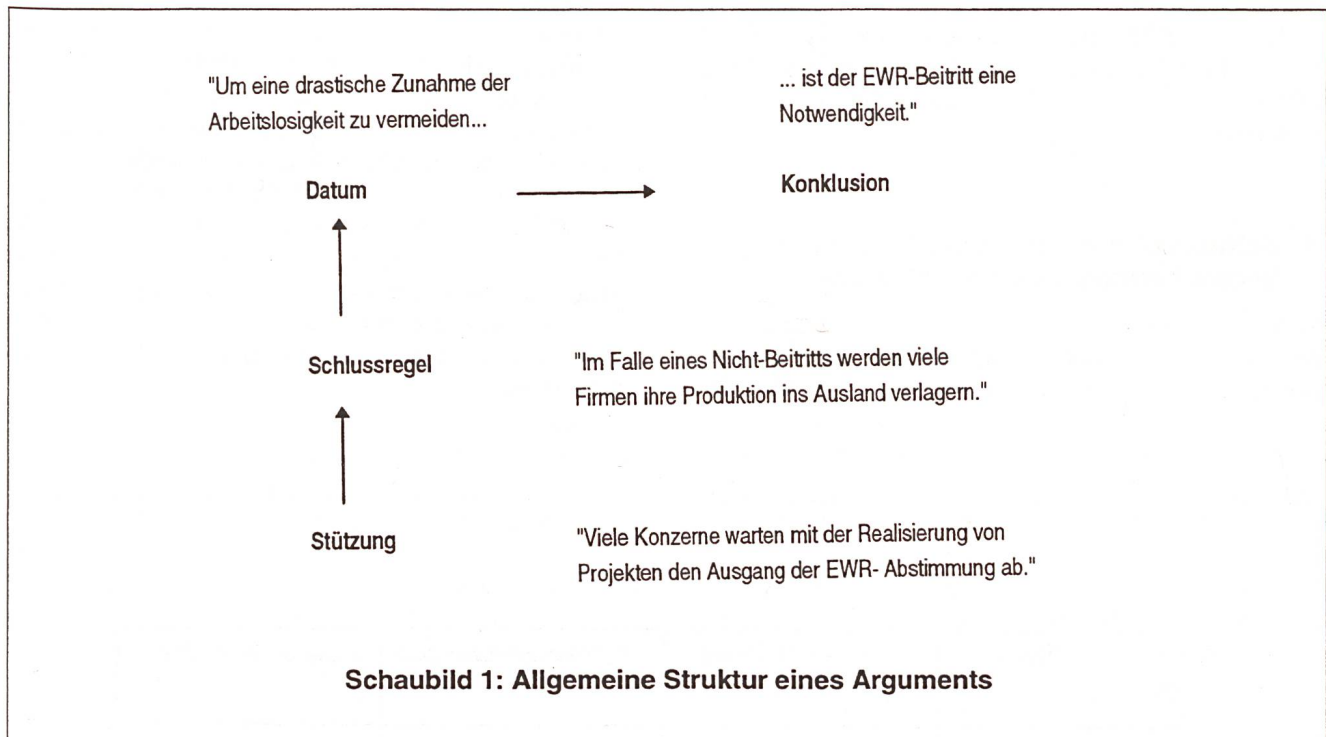 "Um eine drastische Zunahme der
Arbeitslosigkeit zu vermeiden...
... ist der EWR-Beitritt eine
Notwendigkeit."
Datum
Konklusion
Schlussregel
"Im Falle eines Nicht-Beitritts werden viele
Firmen ihre Produktion ins Ausland verlagern."
Stützung
"Viele Konzerne warten mit der Realisierung von
Projekten den Ausgang der EWR- Abstimmung ab."
Schaubild 1: Allgemeine Struktur eines Arguments